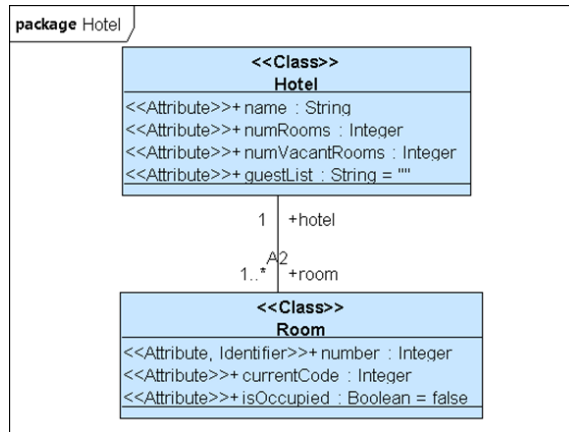 package Hotel
<<Class>>
Hotel
<<Attribute>>+ name : String
<<Attribute>>+ numRooms : Integer
<<Attribute>>+ numVacantRooms : Integer
<<Attribute>>+ guestList : String = ""
1 +hotel
A2
1..* +room
<<Class>>
Room
<<Attribute, Identifier>>+ number : Integer
<<Attribute>>+ currentCode : Integer
<<Attribute>>+ isOccupied : Boolean = false